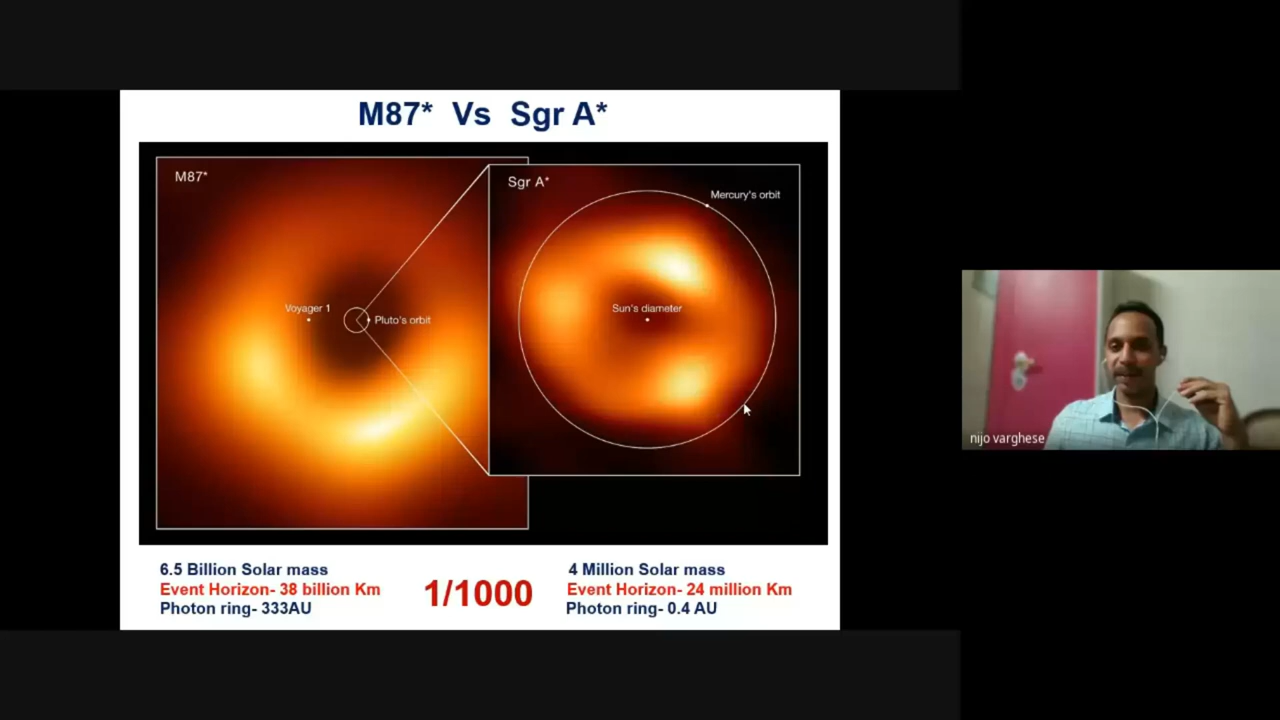 M87* Vs Sgr A*
M87*
Sgr A*
Mercury's orbit
Voyager 1
Pluto's orbit
Sun's diameter
6.5 Billion Solar mass
Event Horizon- 38 billion Km
Photon ring- 333AU
1/1000
4 Million Solar mass
Event Horizon- 24 million Km
Photon ring- 0.4 AU
nijo varghese